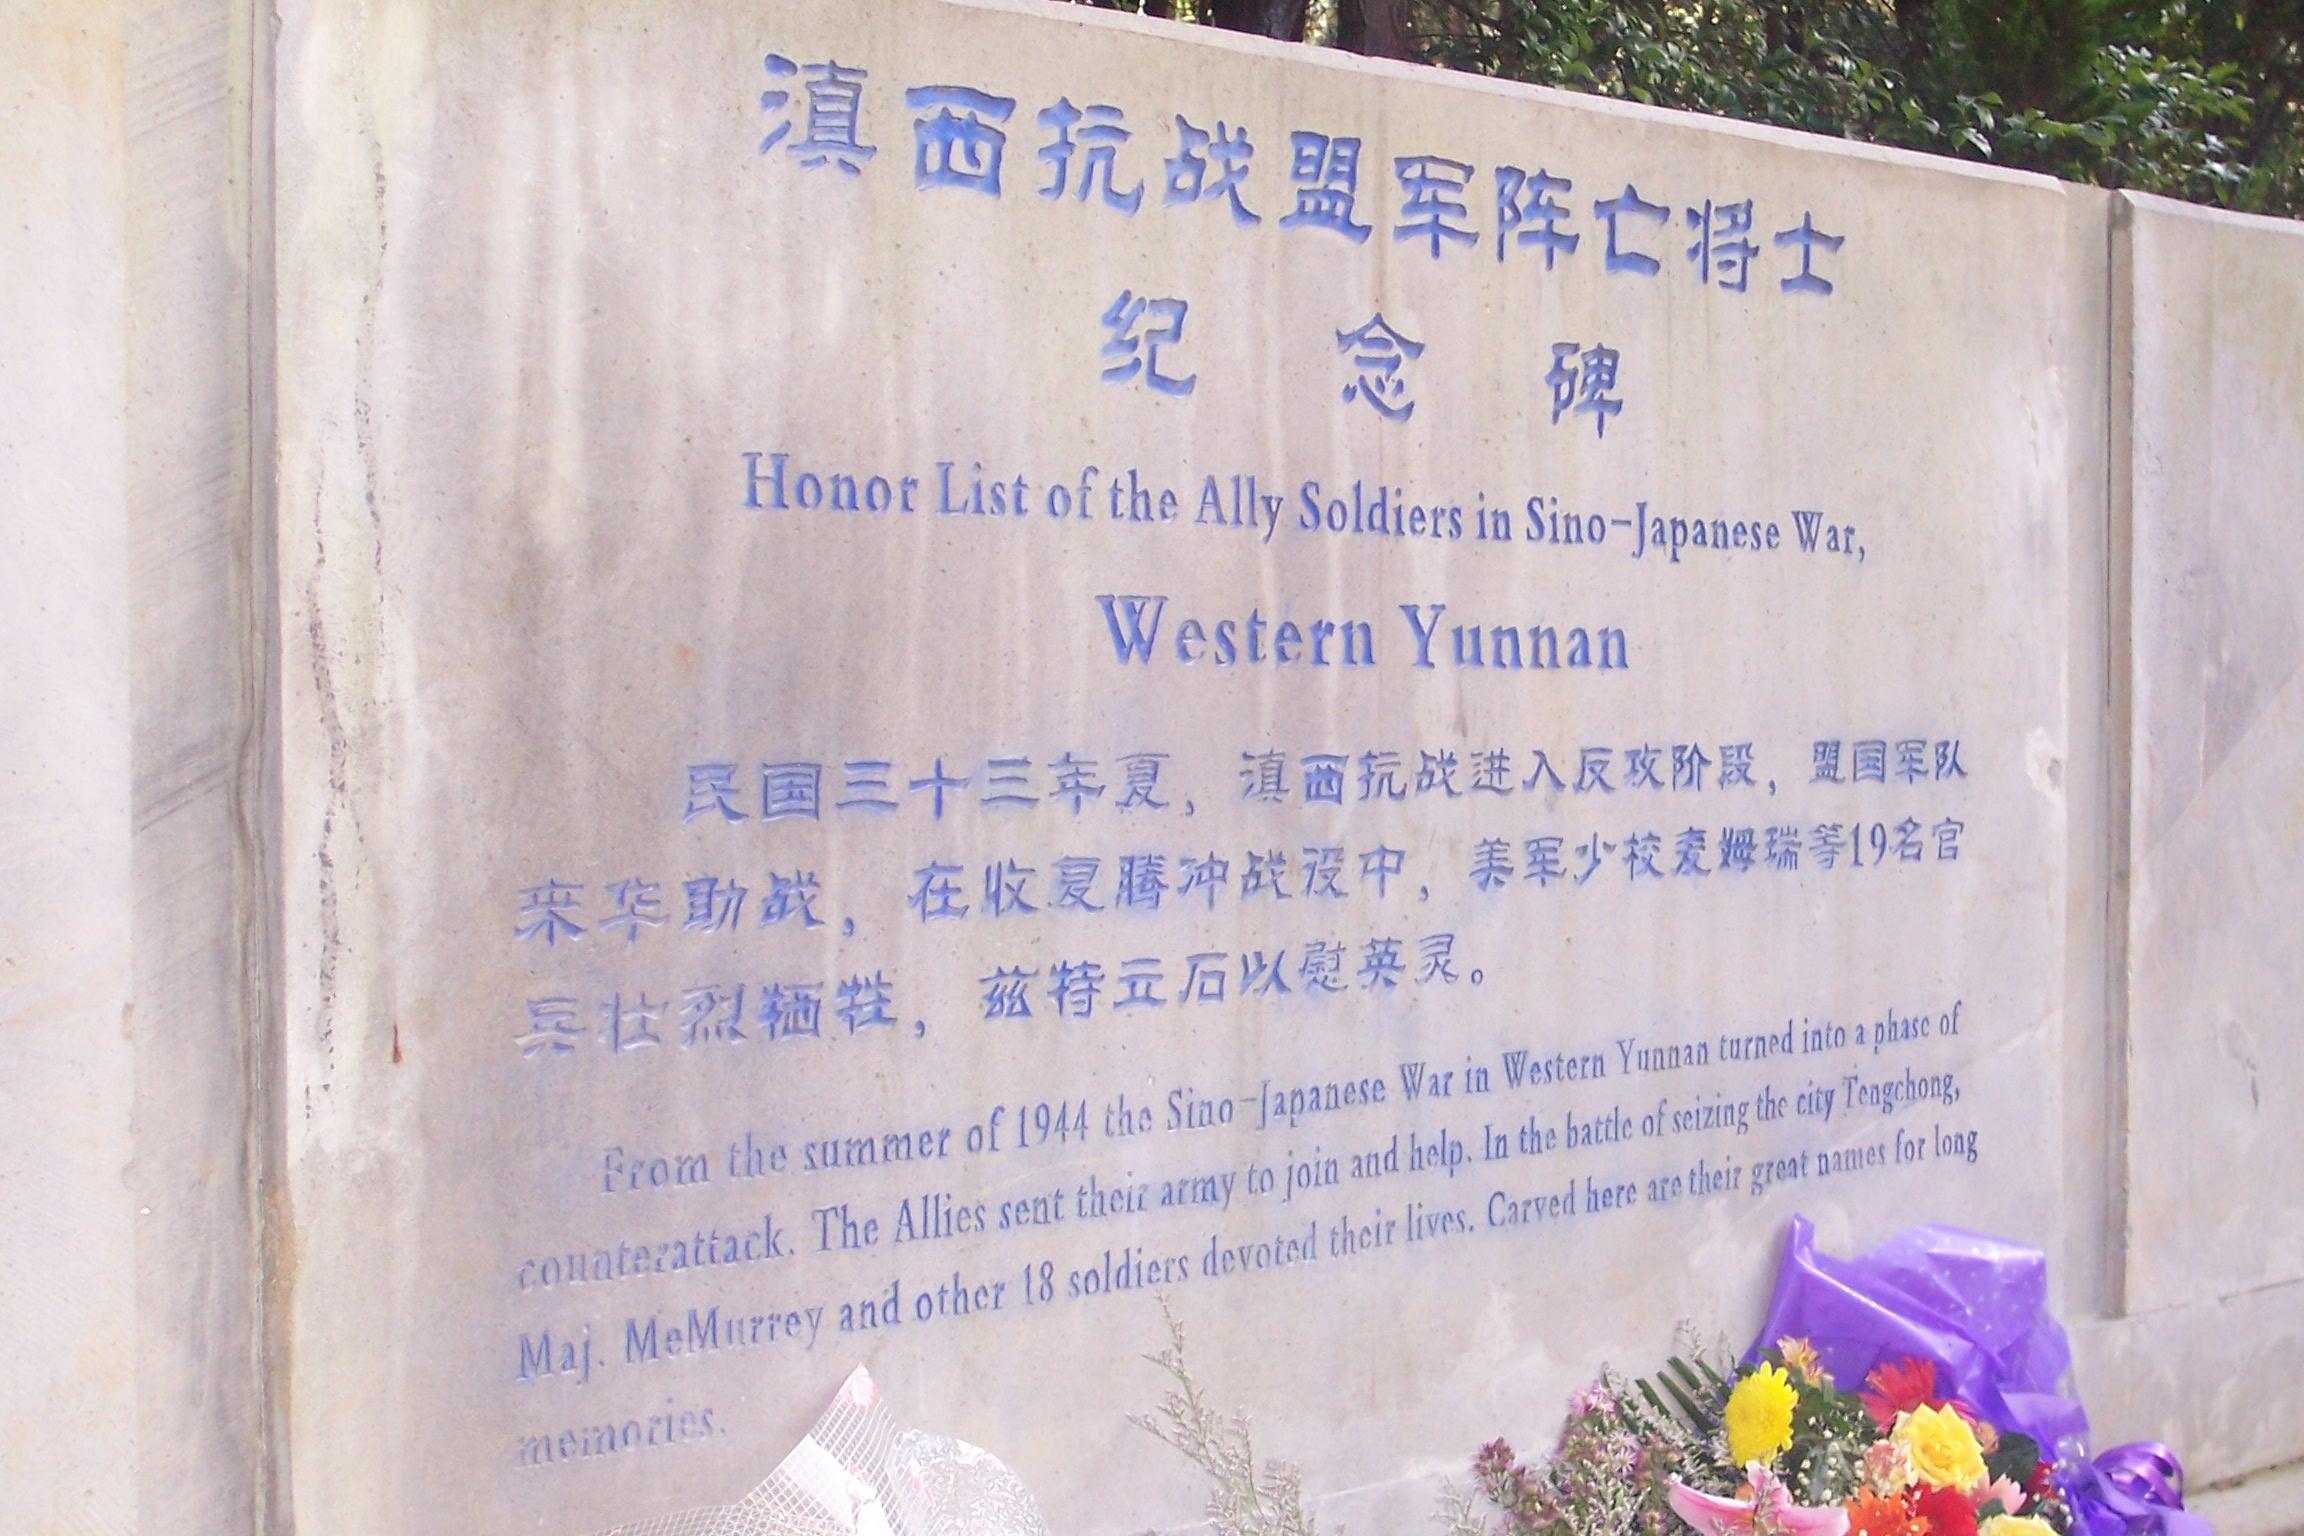 滇西抗战盟军阵亡将士
纪念碑
Honor List of the Ally Soldiers in Sino-Japanese War,
Western Yunnan
民国三十三年夏，滇西抗战进入反攻阶段，盟国军队
来华助战，在收复腾冲战役中，美军少校麦姆瑞等19名官
兵壮烈牺牲，兹特立石以慰英灵。
From the summer of 1944 the Sino-Japanese War in Western Yunnan turned into a phase of
counterattack. The Allies sent their army to join and help. In the battle of seizing the city Tengchong,
Maj. MeMurrey and other 18 soldiers devoted their lives. Carved here are their great names for long
memories.